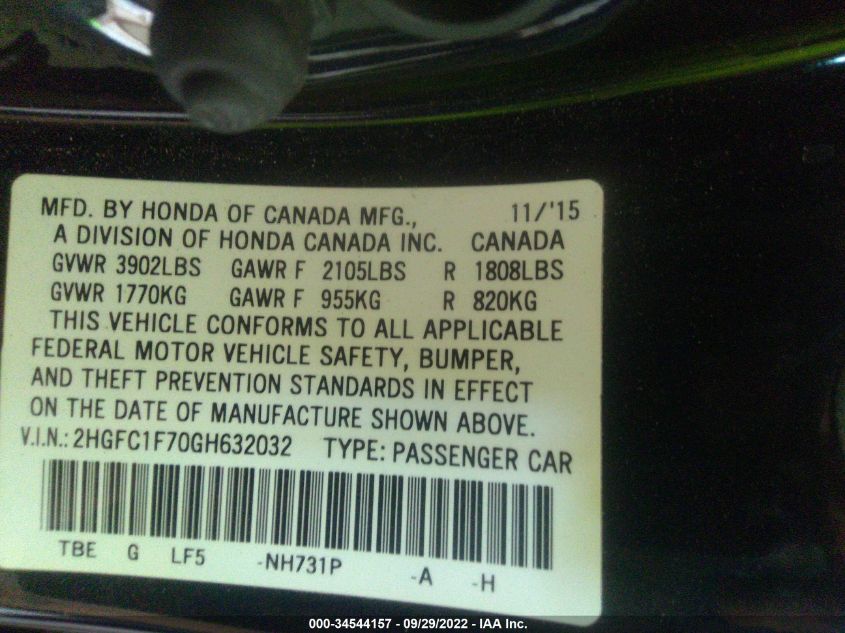 MFD. BY HONDA OF CANADA MFG., 11/'15
A DIVISION OF HONDA CANADA INC. CANADA
GVWR 3902LBS GAWR F 2105LBS R 1808LBS
GVWR 1770KG GAWR F 955KG R 820KG
THIS VEHICLE CONFORMS TO ALL APPLICABLE
FEDERAL MOTOR VEHICLE SAFETY, BUMPER,
AND THEFT PREVENTION STANDARDS IN EFFECT
ON THE DATE OF MANUFACTURE SHOWN ABOVE.
V.I.N.: 2HGFC1F70GH632032 TYPE: PASSENGER CAR
TBE G LF5 -NH731P -A -H
000-34544157 - 09/29/2022 - IAA Inc.